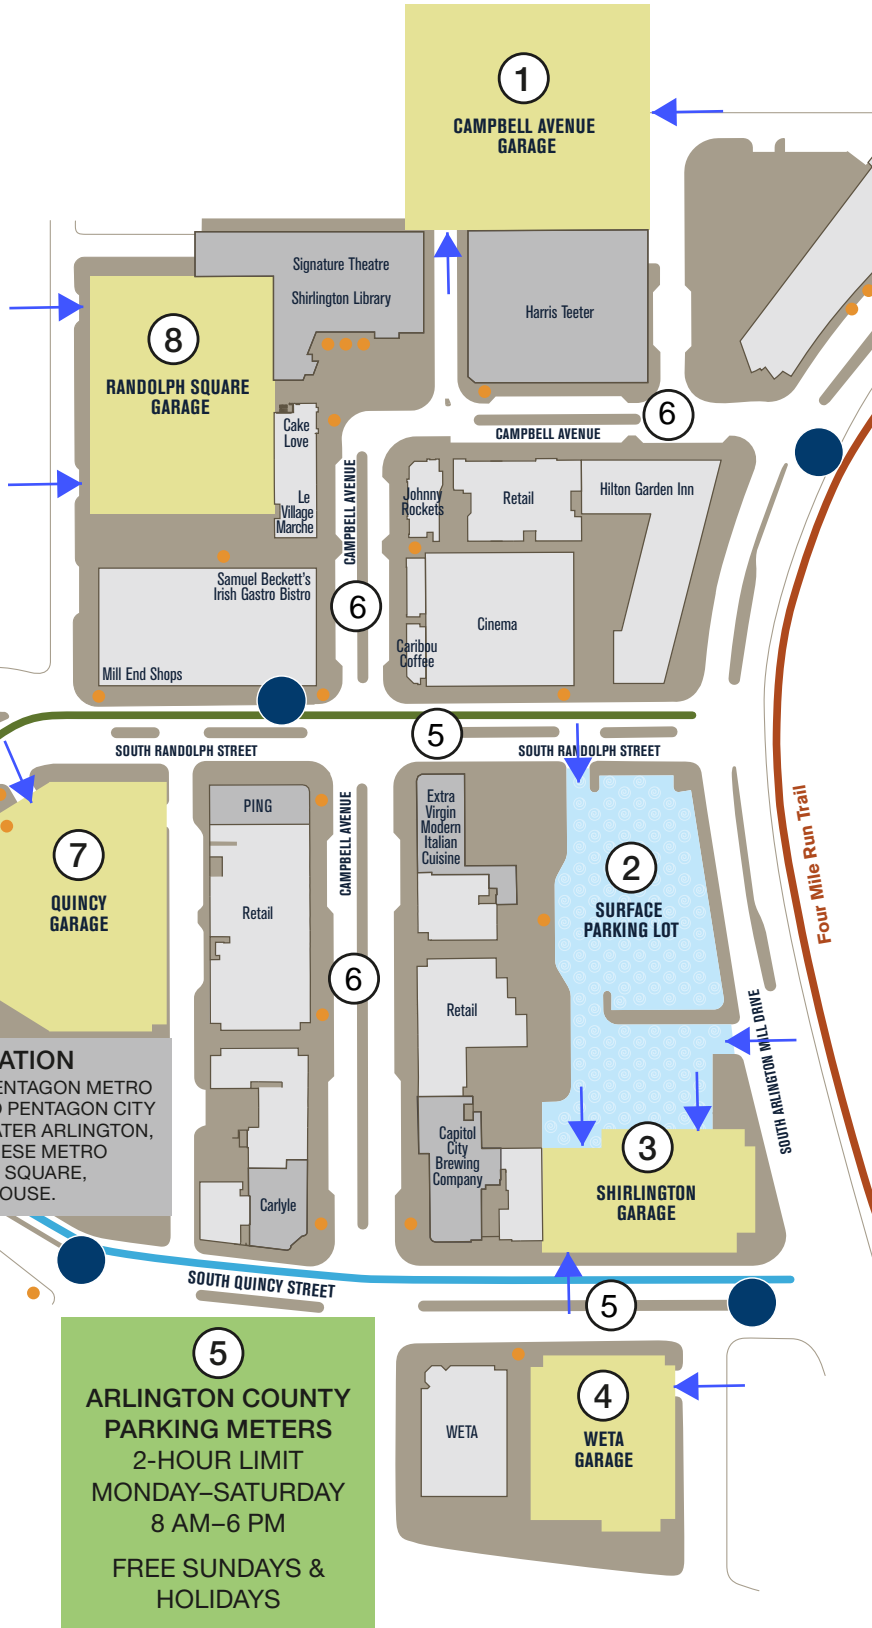 1
CAMPBELL AVENUE
GARAGE
Signature Theatre
Shirlington Library
Harris Teeter
8
RANDOLPH SQUARE
GARAGE
6
CAMPBELL AVENUE
Cake
Love
Le
Village
Marche
CAMPBELL AVENUE
Johnny
Rockets
Retail
Hilton Garden Inn
Samuel Beckett's
Irish Gastro Bistro
6
Cinema
Caribou
Coffee
Mill End Shops
5
SOUTH RANDOLPH STREET
SOUTH RANDOLPH STREET
PING
CAMPBELL AVENUE
Extra
Virgin
Modern
Italian
Cuisine
7
QUINCY
GARAGE
Retail
2
SURFACE
PARKING LOT
Four Mile Run Trail
6
Retail
SOUTH ARLINGTON MILL DRIVE
ATION
ENTAGON METRO
O PENTAGON CITY
ATER ARLINGTON,
ESE METRO
SQUARE,
OUSE.
Capitol
City
Brewing
Company
3
SHIRLINGTON
GARAGE
Carlyle
SOUTH QUINCY STREET
5
5
ARLINGTON COUNTY
PARKING METERS
2-HOUR LIMIT
MONDAY–SATURDAY
8 AM–6 PM
FREE SUNDAYS &
HOLIDAYS
WETA
4
WETA
GARAGE